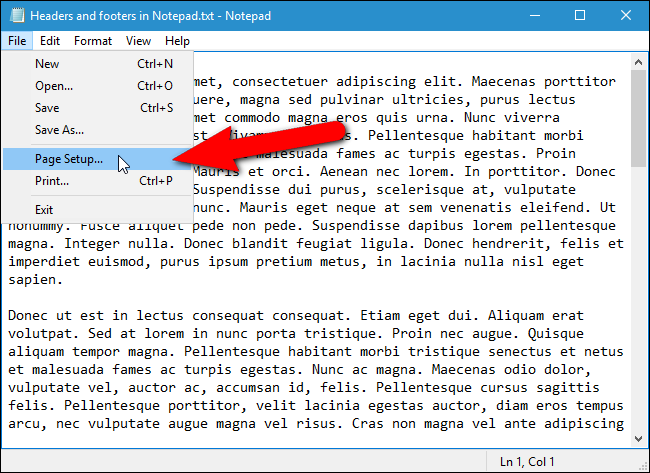 Headers and footers in Notepad.txt - Notepad
File Edit Format View Help
New Ctrl+N
Open... Ctrl+O
Save Ctrl+S
Save As...
Page Setup...
Print... Ctrl+P
Exit
met, consectetuer adipiscing elit. Maecenas porttitor
uere, magna sed pulvinar ultricies, purus lectus
met commodo magna eros quis urna. Nunc viverra
Pellentesque habitant morbi
malesuada fames ac turpis egestas. Proin
Mauris et orci. Aenean nec lorem. In porttitor. Donec
Suspendisse dui purus, scelerisque at, vulputate
nunc. Mauris eget neque at sem venenatis eleifend. Ut
nonummy. Fusce aliquet pede non pede. Suspendisse dapibus lorem pellentesque
magna. Integer nulla. Donec blandit feugiat ligula. Donec hendrerit, felis et
imperdiet euismod, purus ipsum pretium metus, in lacinia nulla nisl eget
sapien.
Donec ut est in lectus consequat consequat. Etiam eget dui. Aliquam erat
volutpat. Sed at lorem in nunc porta tristique. Proin nec augue. Quisque
aliquam tempor magna. Pellentesque habitant morbi tristique senectus et netus
et malesuada fames ac turpis egestas. Nunc ac magna. Maecenas odio dolor,
vulputate vel, auctor ac, accumsan id, felis. Pellentesque cursus sagittis
felis. Pellentesque porttitor, velit lacinia egestas auctor, diam eros tempus
arcu, nec vulputate augue magna vel risus. Cras non magna vel ante adipiscing
Ln 1, Col 1